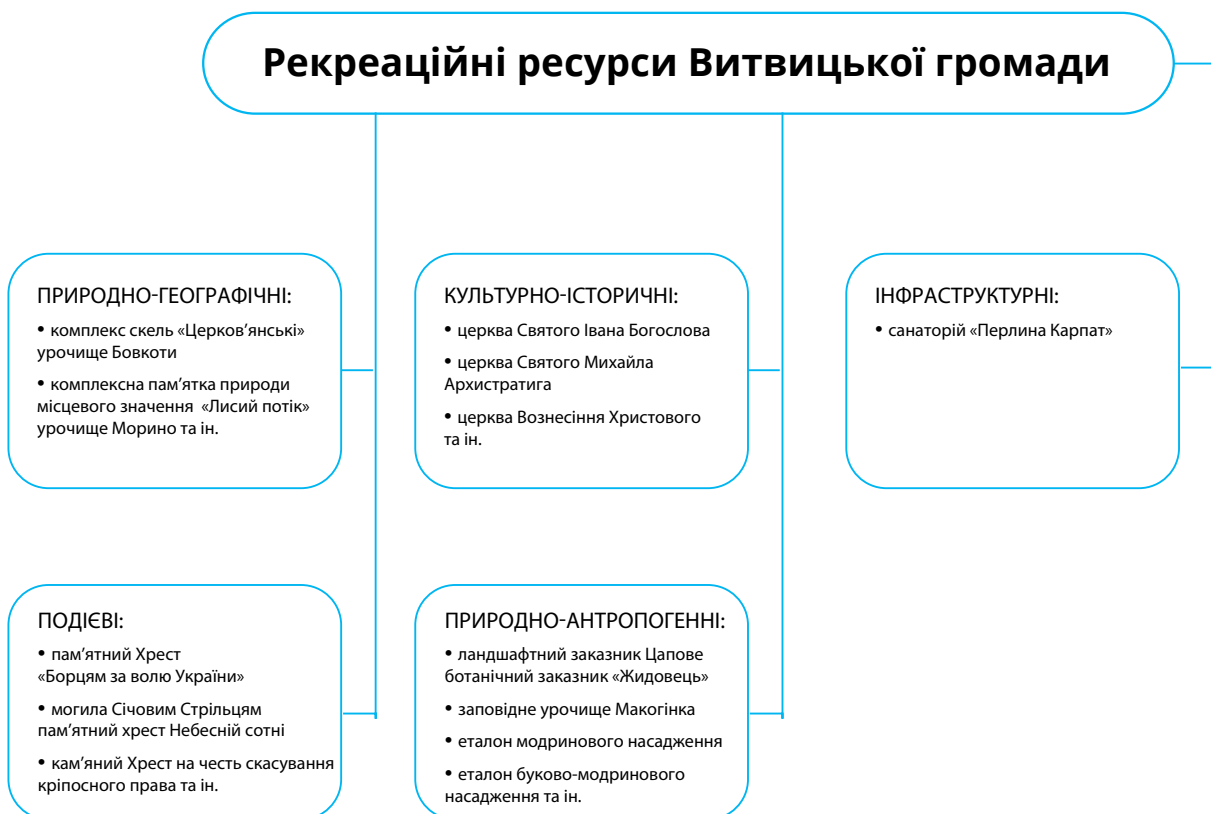 Рекреаційні ресурси Витвицької громади
ПРИРОДНО-ГЕОГРАФІЧНІ:
• комплекс скель «Церков’янські»
урочище Бовкоти
• комплексна пам’ятка природи
місцевого значення «Лисий потік»
урочище Морино та ін.
КУЛЬТУРНО-ІСТОРИЧНІ:
• церква Святого Івана Богослова
• церква Святого Михайла
Архистратига
• церква Вознесіння Христового
та ін.
ІНФРАСТРУКТУРНІ:
• санаторій «Перлина Карпат»
ПОДІЄВІ:
• пам’ятний Хрест
«Борцям за волю України»
• могила Січовим Стрільцям
пам’ятний хрест Небесній сотні
• кам’яний Хрест на честь скасування
кріпосного права та ін.
ПРИРОДНО-АНТРОПОГЕННІ:
• ландшафтний заказник Цапове
ботанічний заказник «Жидовець»
• заповідне урочище Макогінка
• еталон модринового насадження
• еталон буково-модринового
насадження та ін.